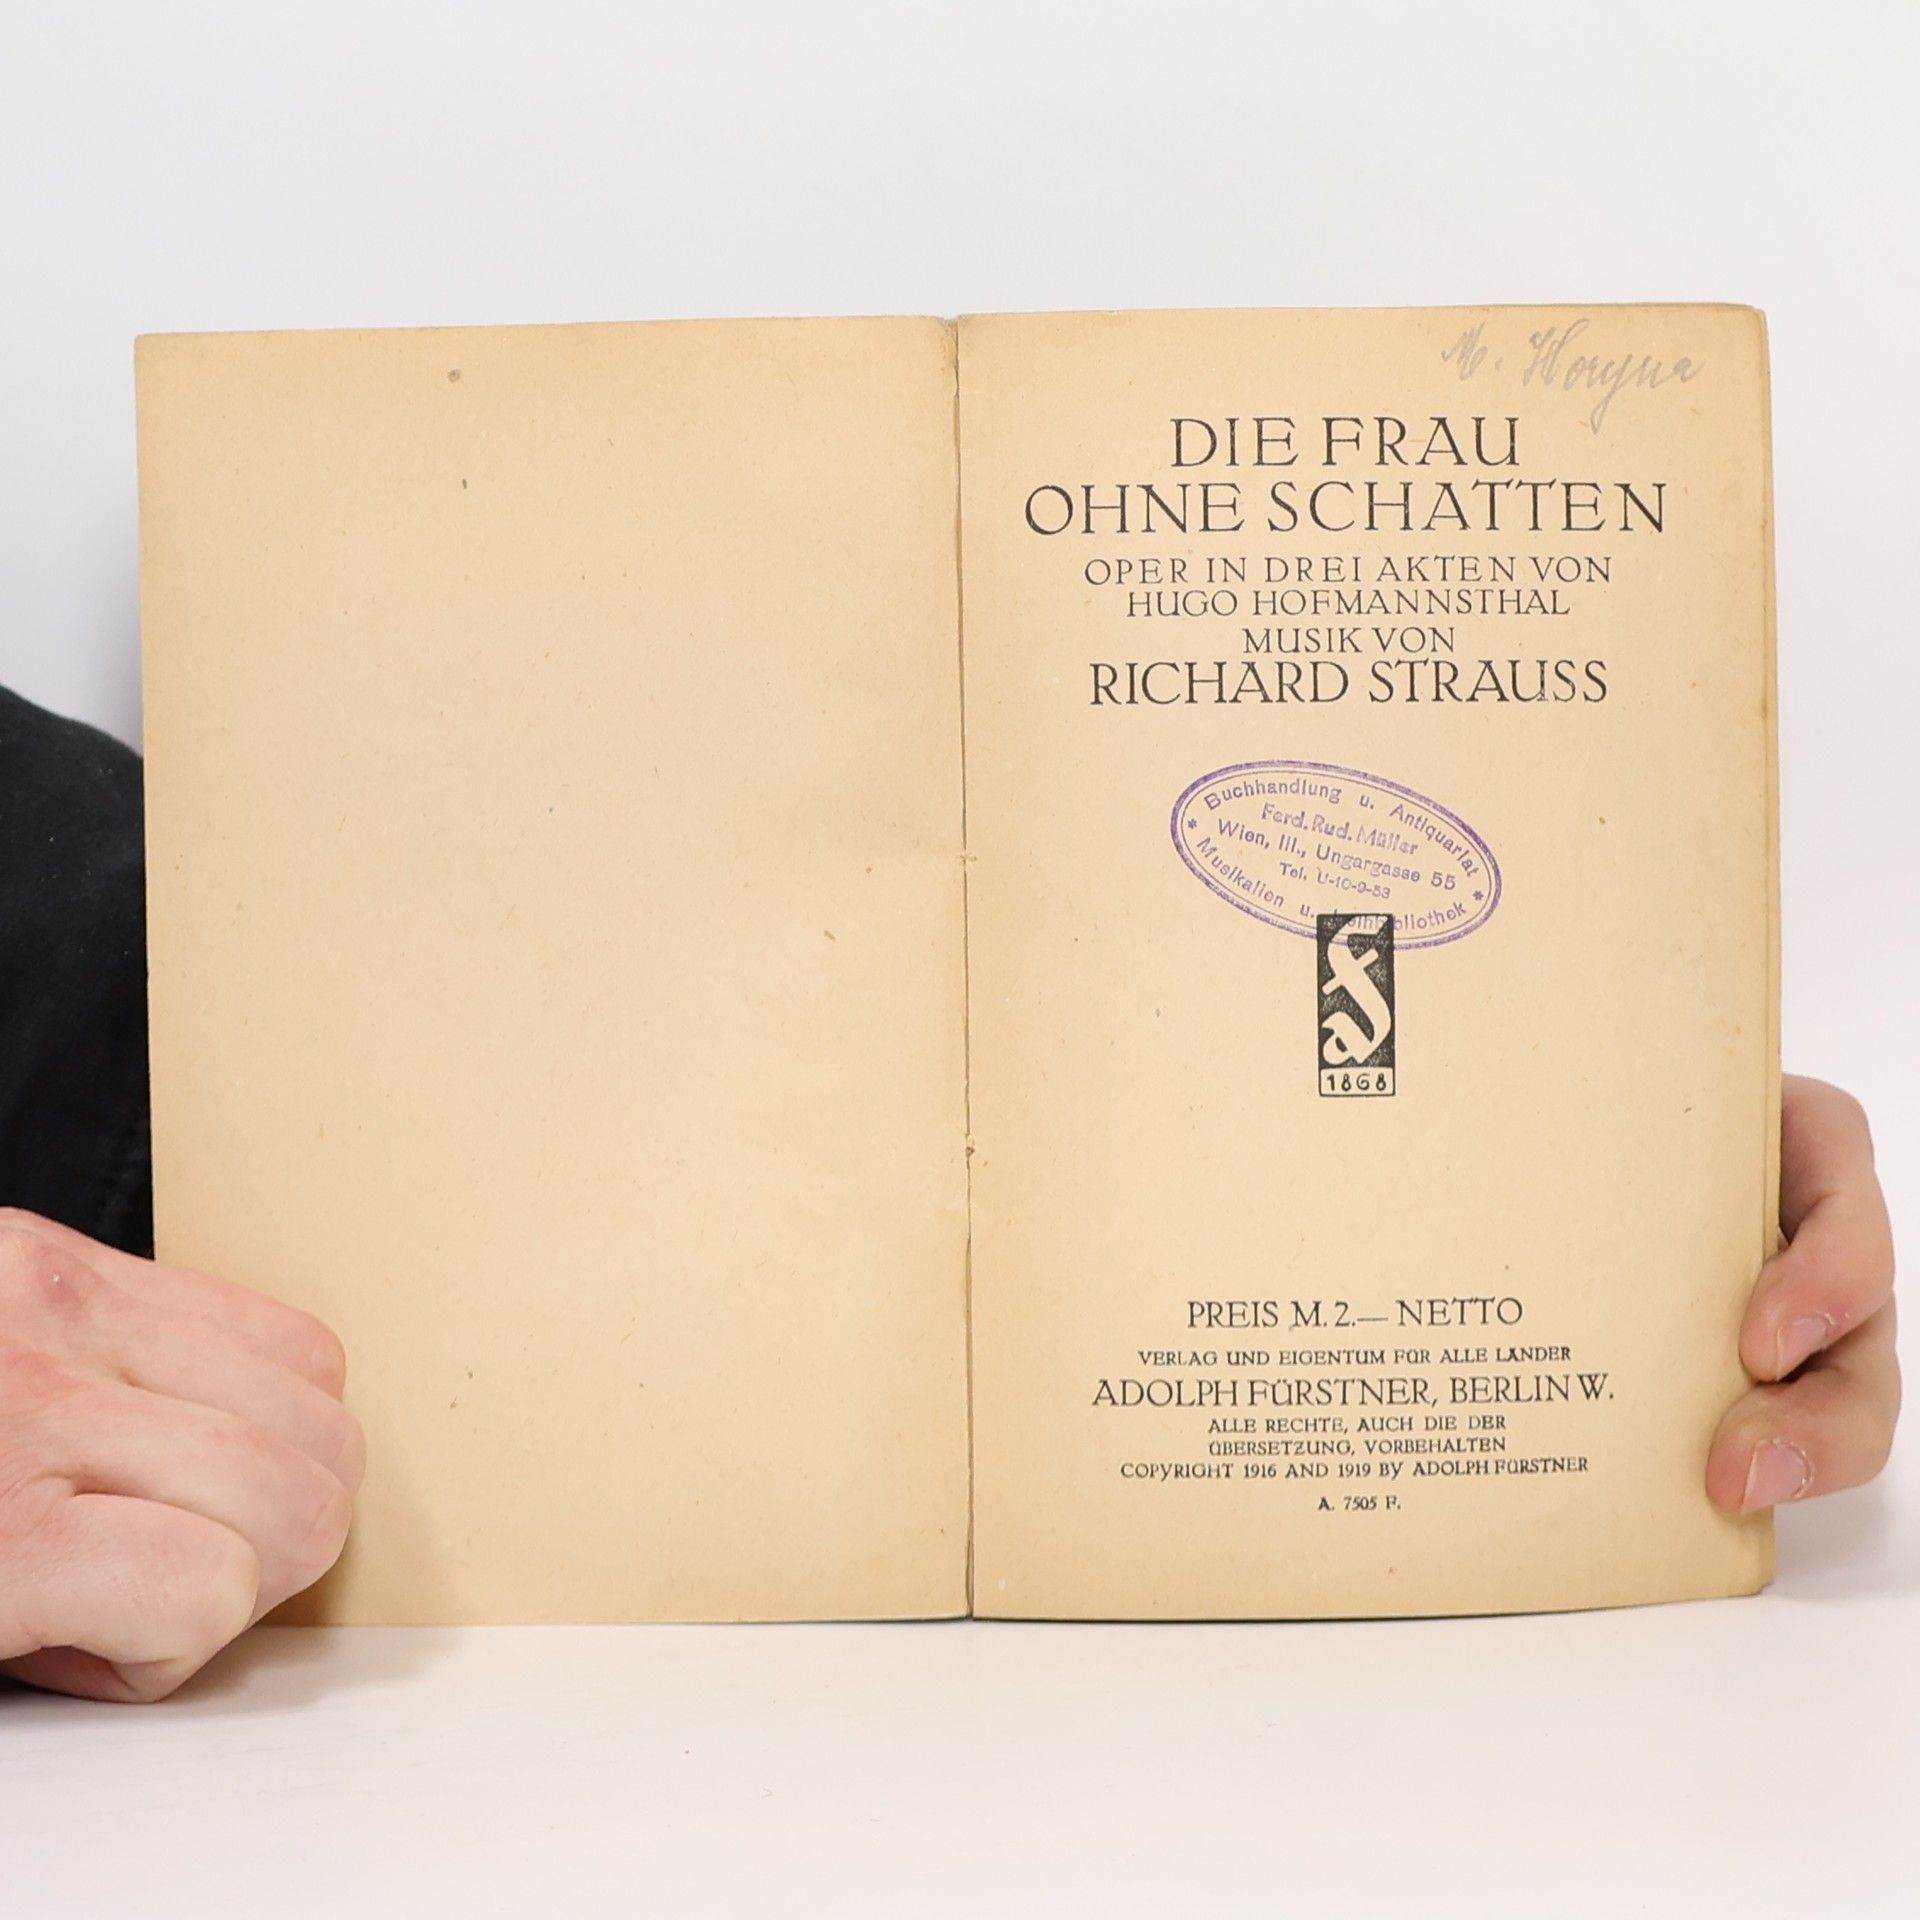 M. Horyna
DIE FRAU
OHNE SCHATTEN
OPER IN DREI AKTEN VON
HUGO HOFMANNSTHAL
MUSIK VON
RICHARD STRAUSS
Buchhandlung u. Antiquariat
Ferd. Rud. Müller
Wien, III., Ungargasse 55
Tel. U-10-9-53
* Musikalien u. Leihbibliothek *
aF
1868
PREIS M. 2.— NETTO
VERLAG UND EIGENTUM FÜR ALLE LÄNDER
ADOLPH FÜRSTNER, BERLIN W.
ALLE RECHTE, AUCH DIE DER
ÜBERSETZUNG, VORBEHALTEN
COPYRIGHT 1916 AND 1919 BY ADOLPH FÜRSTNER
A. 7505 F.